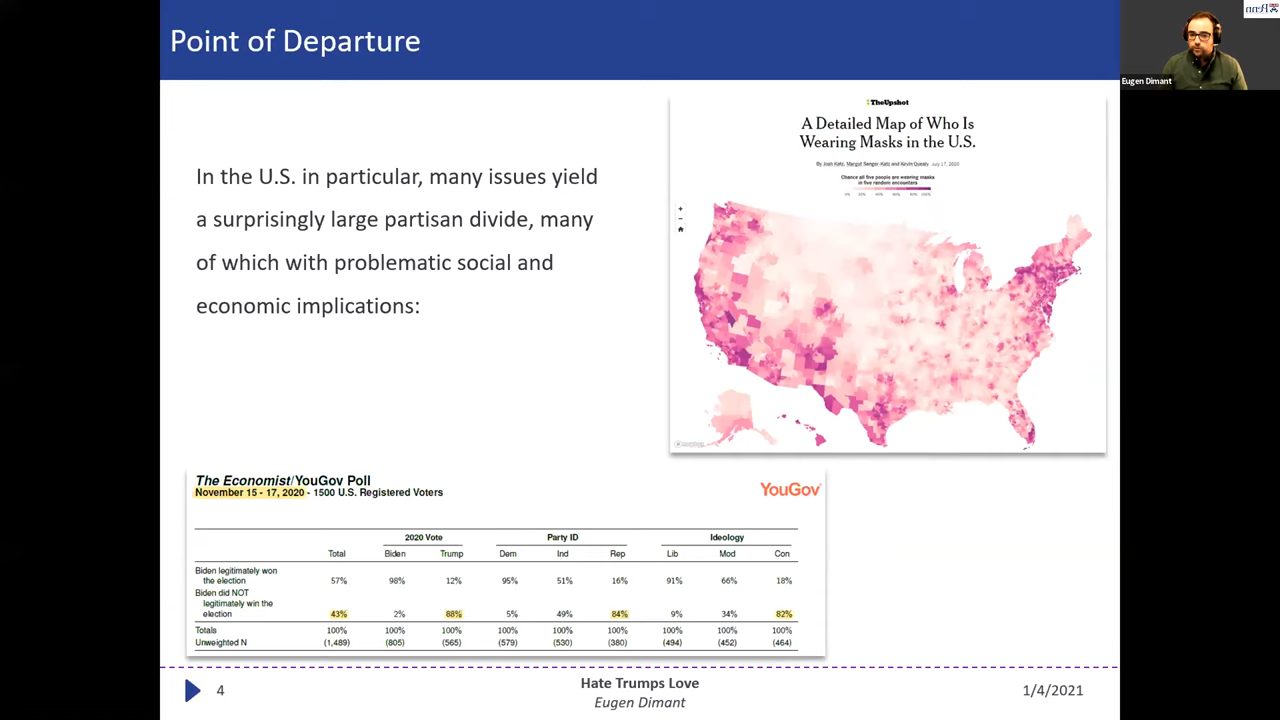 Point of Departure
Eugen Dimant
In the U.S. in particular, many issues yield
a surprisingly large partisan divide, many
of which with problematic social and
economic implications:
TheUpshot
A Detailed Map of Who Is
Wearing Masks in the U.S.
By Josh Katz, Margot Sanger-Katz and Kevin Quealy July 17, 2020
Chance all five people are wearing masks
in five random encounters
0% 20% 40% 60% 80% 100%
+
−
The Economist/YouGov Poll
November 15 - 17, 2020 - 1500 U.S. Registered Voters
YouGov
2020 Vote Party ID Ideology
Total Biden Trump Dem Ind Rep Lib Mod Con
Biden legitimately won
the election 57% 98% 12% 95% 51% 16% 91% 66% 18%
Biden did NOT
legitimately win the
election 43% 2% 88% 5% 49% 84% 9% 34% 82%
Totals 100% 100% 100% 100% 100% 100% 100% 100% 100%
Unweighted N (1,489) (805) (565) (579) (530) (380) (494) (452) (464)
4
Hate Trumps Love
Eugen Dimant
1/4/2021